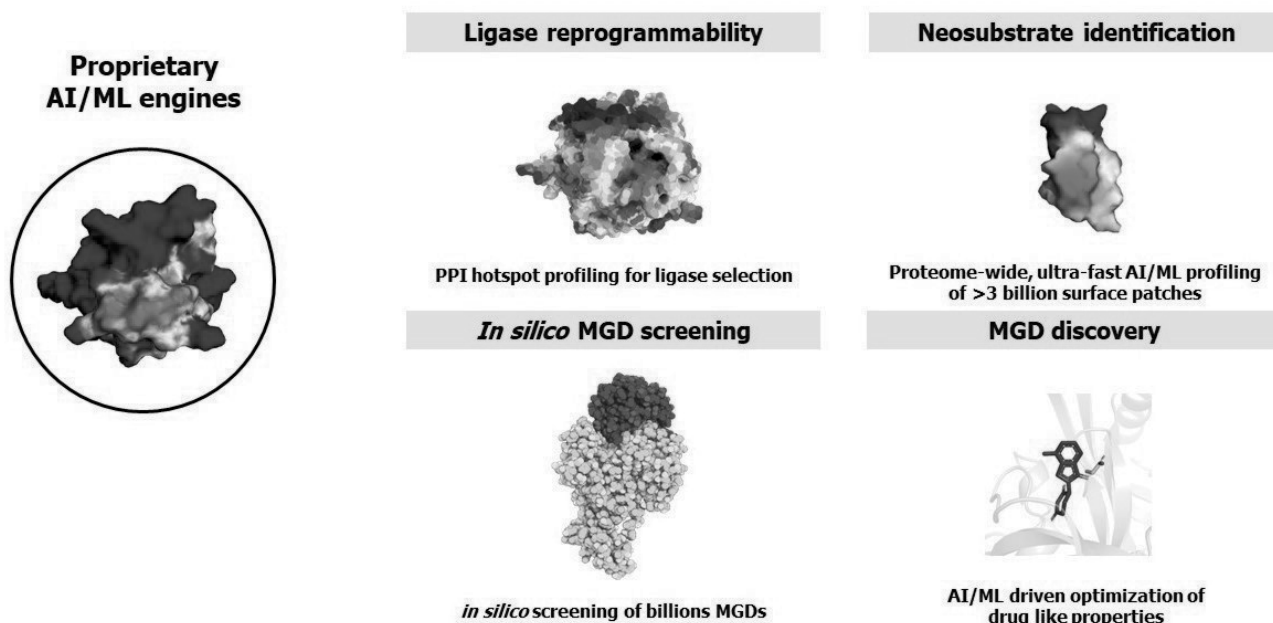 Proprietary
AI/ML engines
Ligase reprogrammability
PPI hotspot profiling for ligase selection
Neosubstrate identification
Proteome-wide, ultra-fast AI/ML profiling
of >3 billion surface patches
In silico MGD screening
in silico screening of billions MGDs
MGD discovery
AI/ML driven optimization of
drug like properties